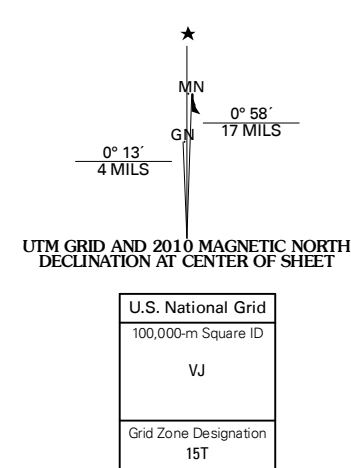 ★
MN
0° 58´
17 MILS
GN
0° 13´
4 MILS
UTM GRID AND 2010 MAGNETIC NORTH
DECLINATION AT CENTER OF SHEET
U.S. National Grid
100,000-m Square ID
VJ
Grid Zone Designation
15T